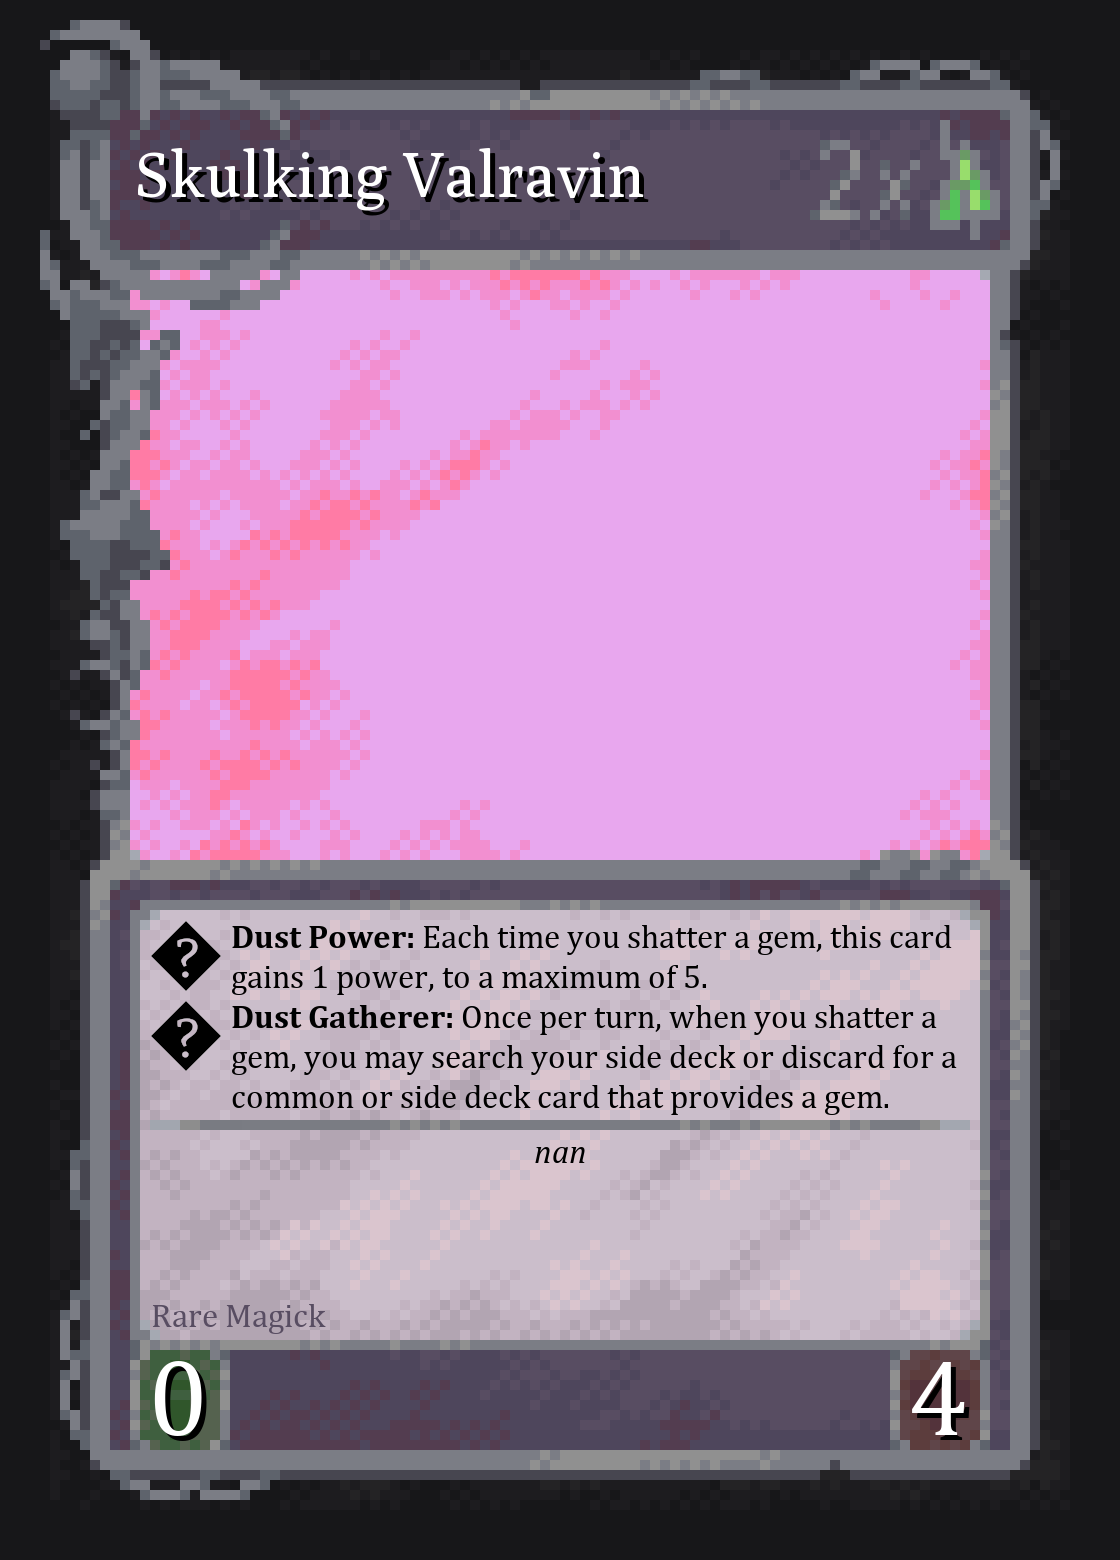 Skulking Valravin 2x
? Dust Power: Each time you shatter a gem, this card
gains 1 power, to a maximum of 5.
? Dust Gatherer: Once per turn, when you shatter a
gem, you may search your side deck or discard for a
common or side deck card that provides a gem.
nan
Rare Magick
0 4